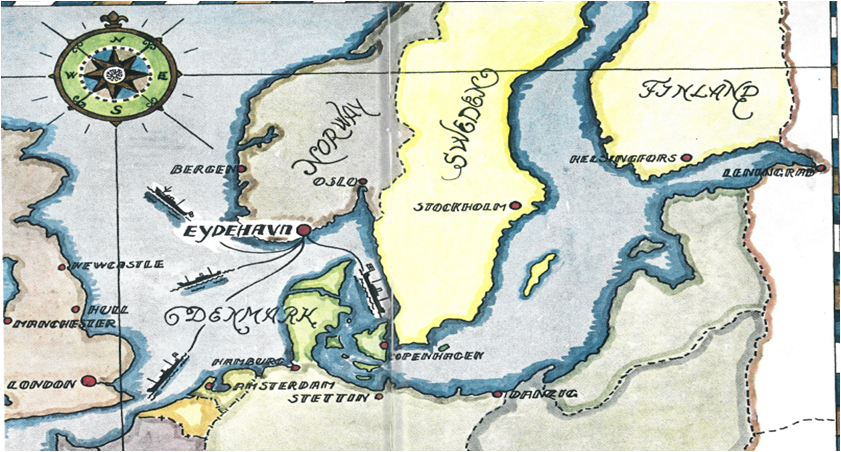 N
W E
S
NORWAY
SWEDEN
FINLAND
BERGEN
OSLO
HELSINGFORS
LENINGRAD
STOCKHOLM
EYDEHAVN
NEWCASTLE
HULL
MANCHESTER
DENMARK
COPENHAGEN
HAMBURG
LONDON
AMSTERDAM
STETTIN
DANZIG